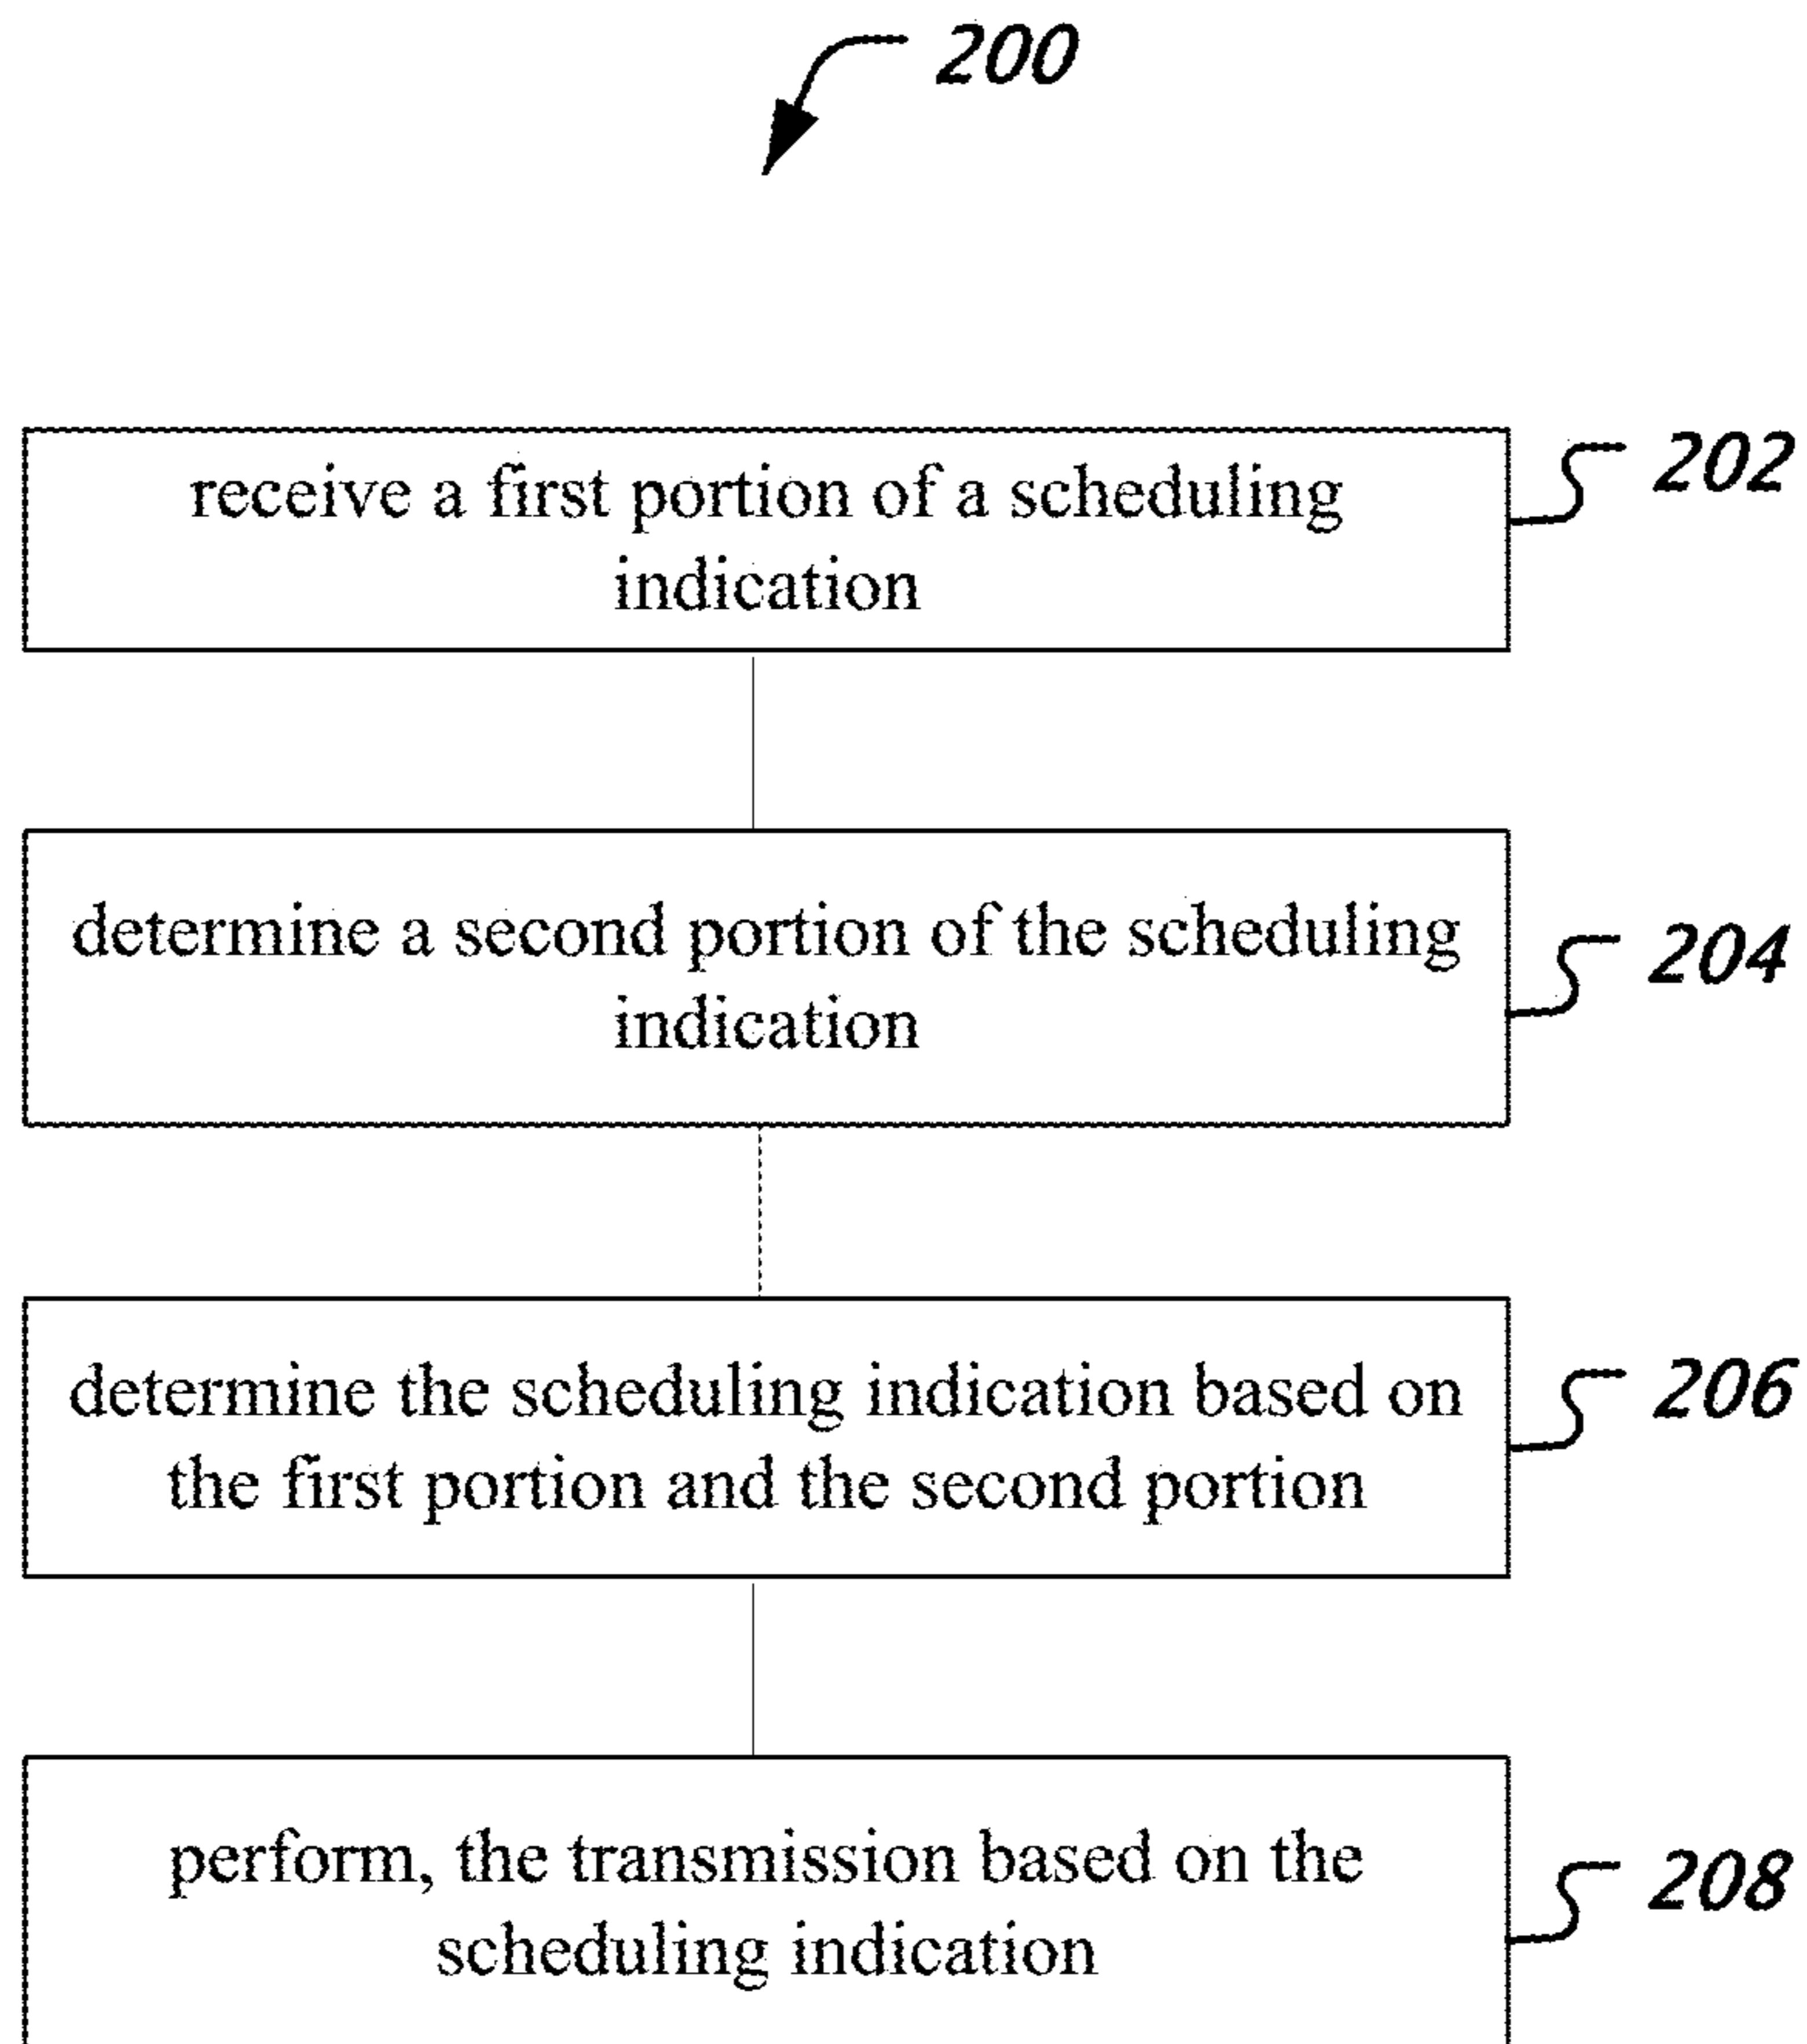 200
receive a first portion of a scheduling
indication
202
determine a second portion of the scheduling
indication
204
determine the scheduling indication based on
the first portion and the second portion
206
perform, the transmission based on the
scheduling indication
208